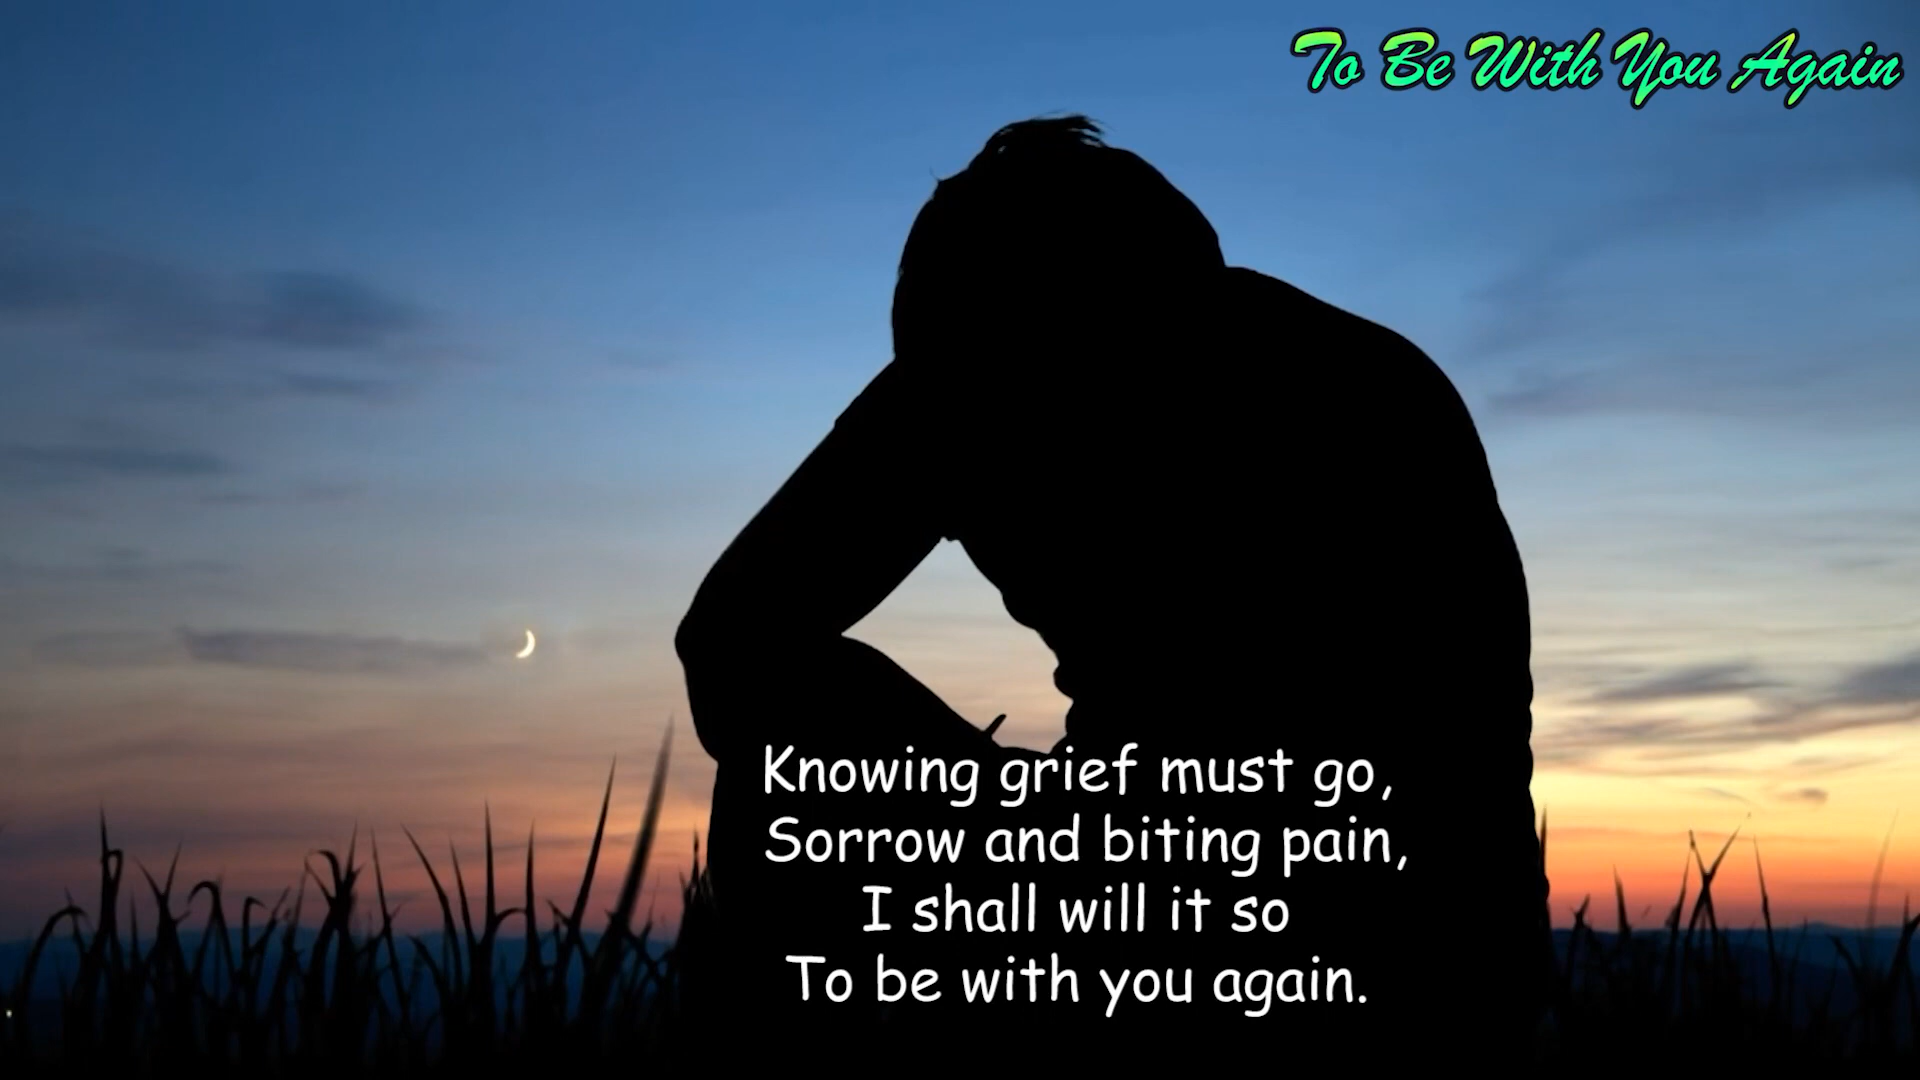 To Be With You Again
Knowing grief must go,
Sorrow and biting pain,
I shall will it so
To be with you again.